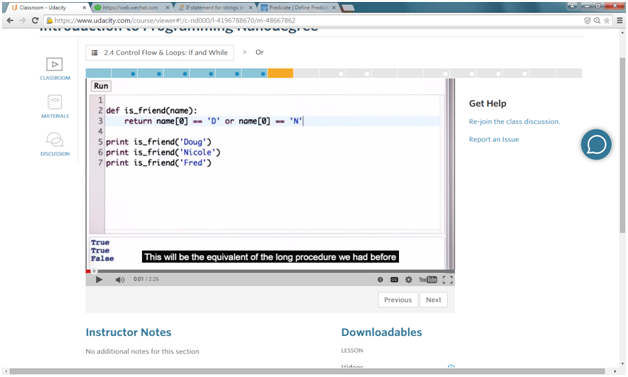 Classroom - Udacity
https://web.wechat.com
If statement for strings in
Predicate | Define Predic
https://www.udacity.com/course/viewer#!/c-nd000/l-4196788670/m-48667862
Introduction to Programming Nanodegree
2.4 Control Flow & Loops: If and While > Or
CLASSROOM
MATERIALS
DISCUSSION
Run
1
2 def is_friend(name):
3 return name[0] == 'D' or name[0] == 'N'
4
5 print is_friend('Doug')
6 print is_friend('Nicole')
7 print is_friend('Fred')
True
True
False
This will be the equivalent of the long procedure we had before
0:01 / 2:26
CC
YouTube
Previous
Next
Get Help
Re-join the class discussion.
Report an Issue
Instructor Notes
No additional notes for this section
Downloadables
LESSON
Videos